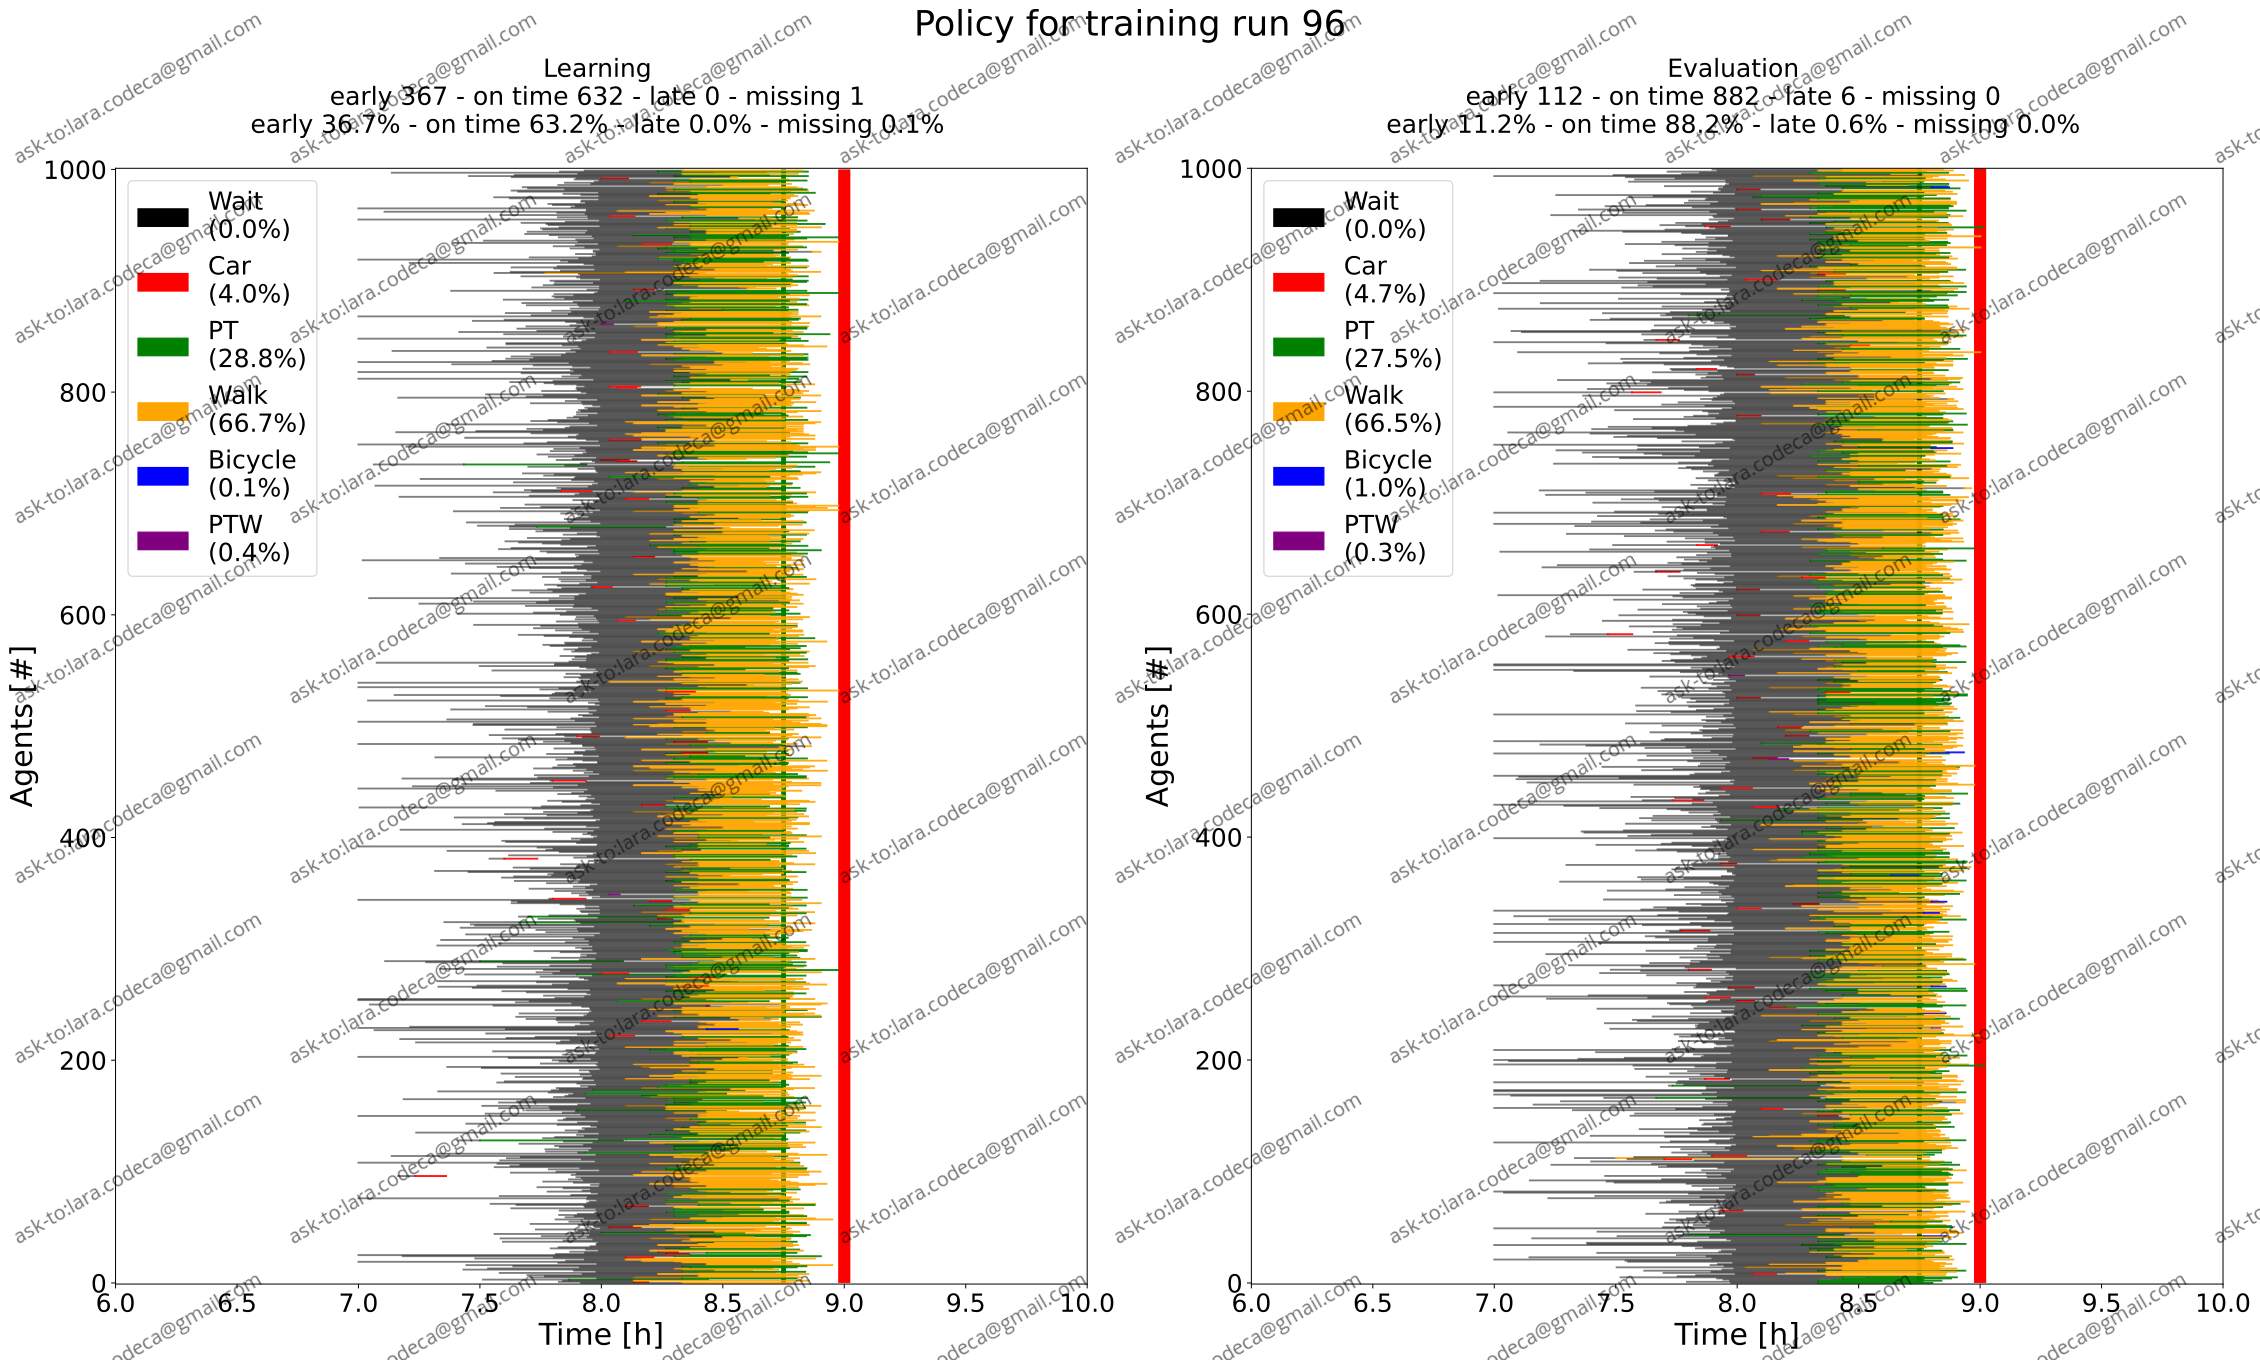 Policy for training run 96
Learning
early 367 - on time 632 - late 0 - missing 1
early 36.7% - on time 63.2% - late 0.0% - missing 0.1%
1000
800
600
400
200
0
Agents [#]
Wait
(0.0%)
Car
(4.0%)
PT
(28.8%)
Walk
(66.7%)
Bicycle
(0.1%)
PTW
(0.4%)
6.0 6.5 7.0 7.5 8.0 8.5 9.0 9.5 10.0
Time [h]
Evaluation
early 112 - on time 882 - late 6 - missing 0
early 11.2% - on time 88.2% - late 0.6% - missing 0.0%
1000
800
600
400
200
0
Agents [#]
Wait
(0.0%)
Car
(4.7%)
PT
(27.5%)
Walk
(66.5%)
Bicycle
(1.0%)
PTW
(0.3%)
6.0 6.5 7.0 7.5 8.0 8.5 9.0 9.5 10.0
Time [h]
ask-to:lara.codeca@gmail.com